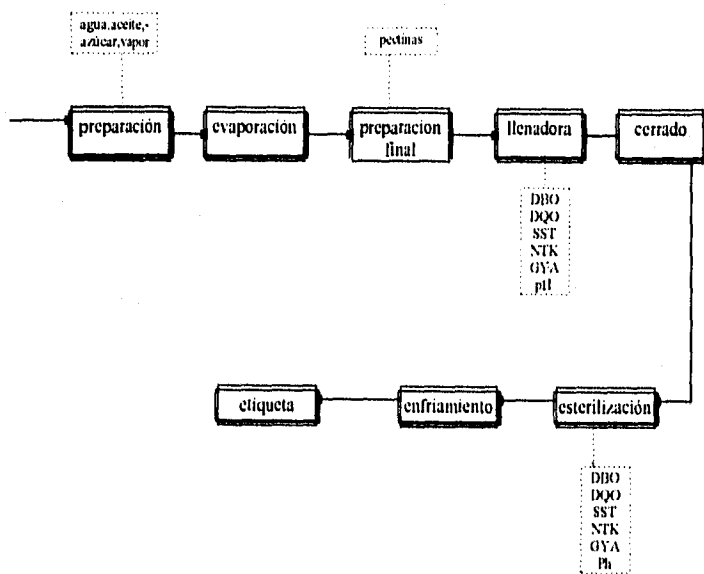 agua,aceite,-
azúcar,vapor
pectinas
preparación
evaporación
preparacion
final
llenadora
cerrado
DBO
DQO
SST
NTK
GYA
pH
etiqueta
enfriamiento
esterilización
DBO
DQO
SST
NTK
GYA
Ph